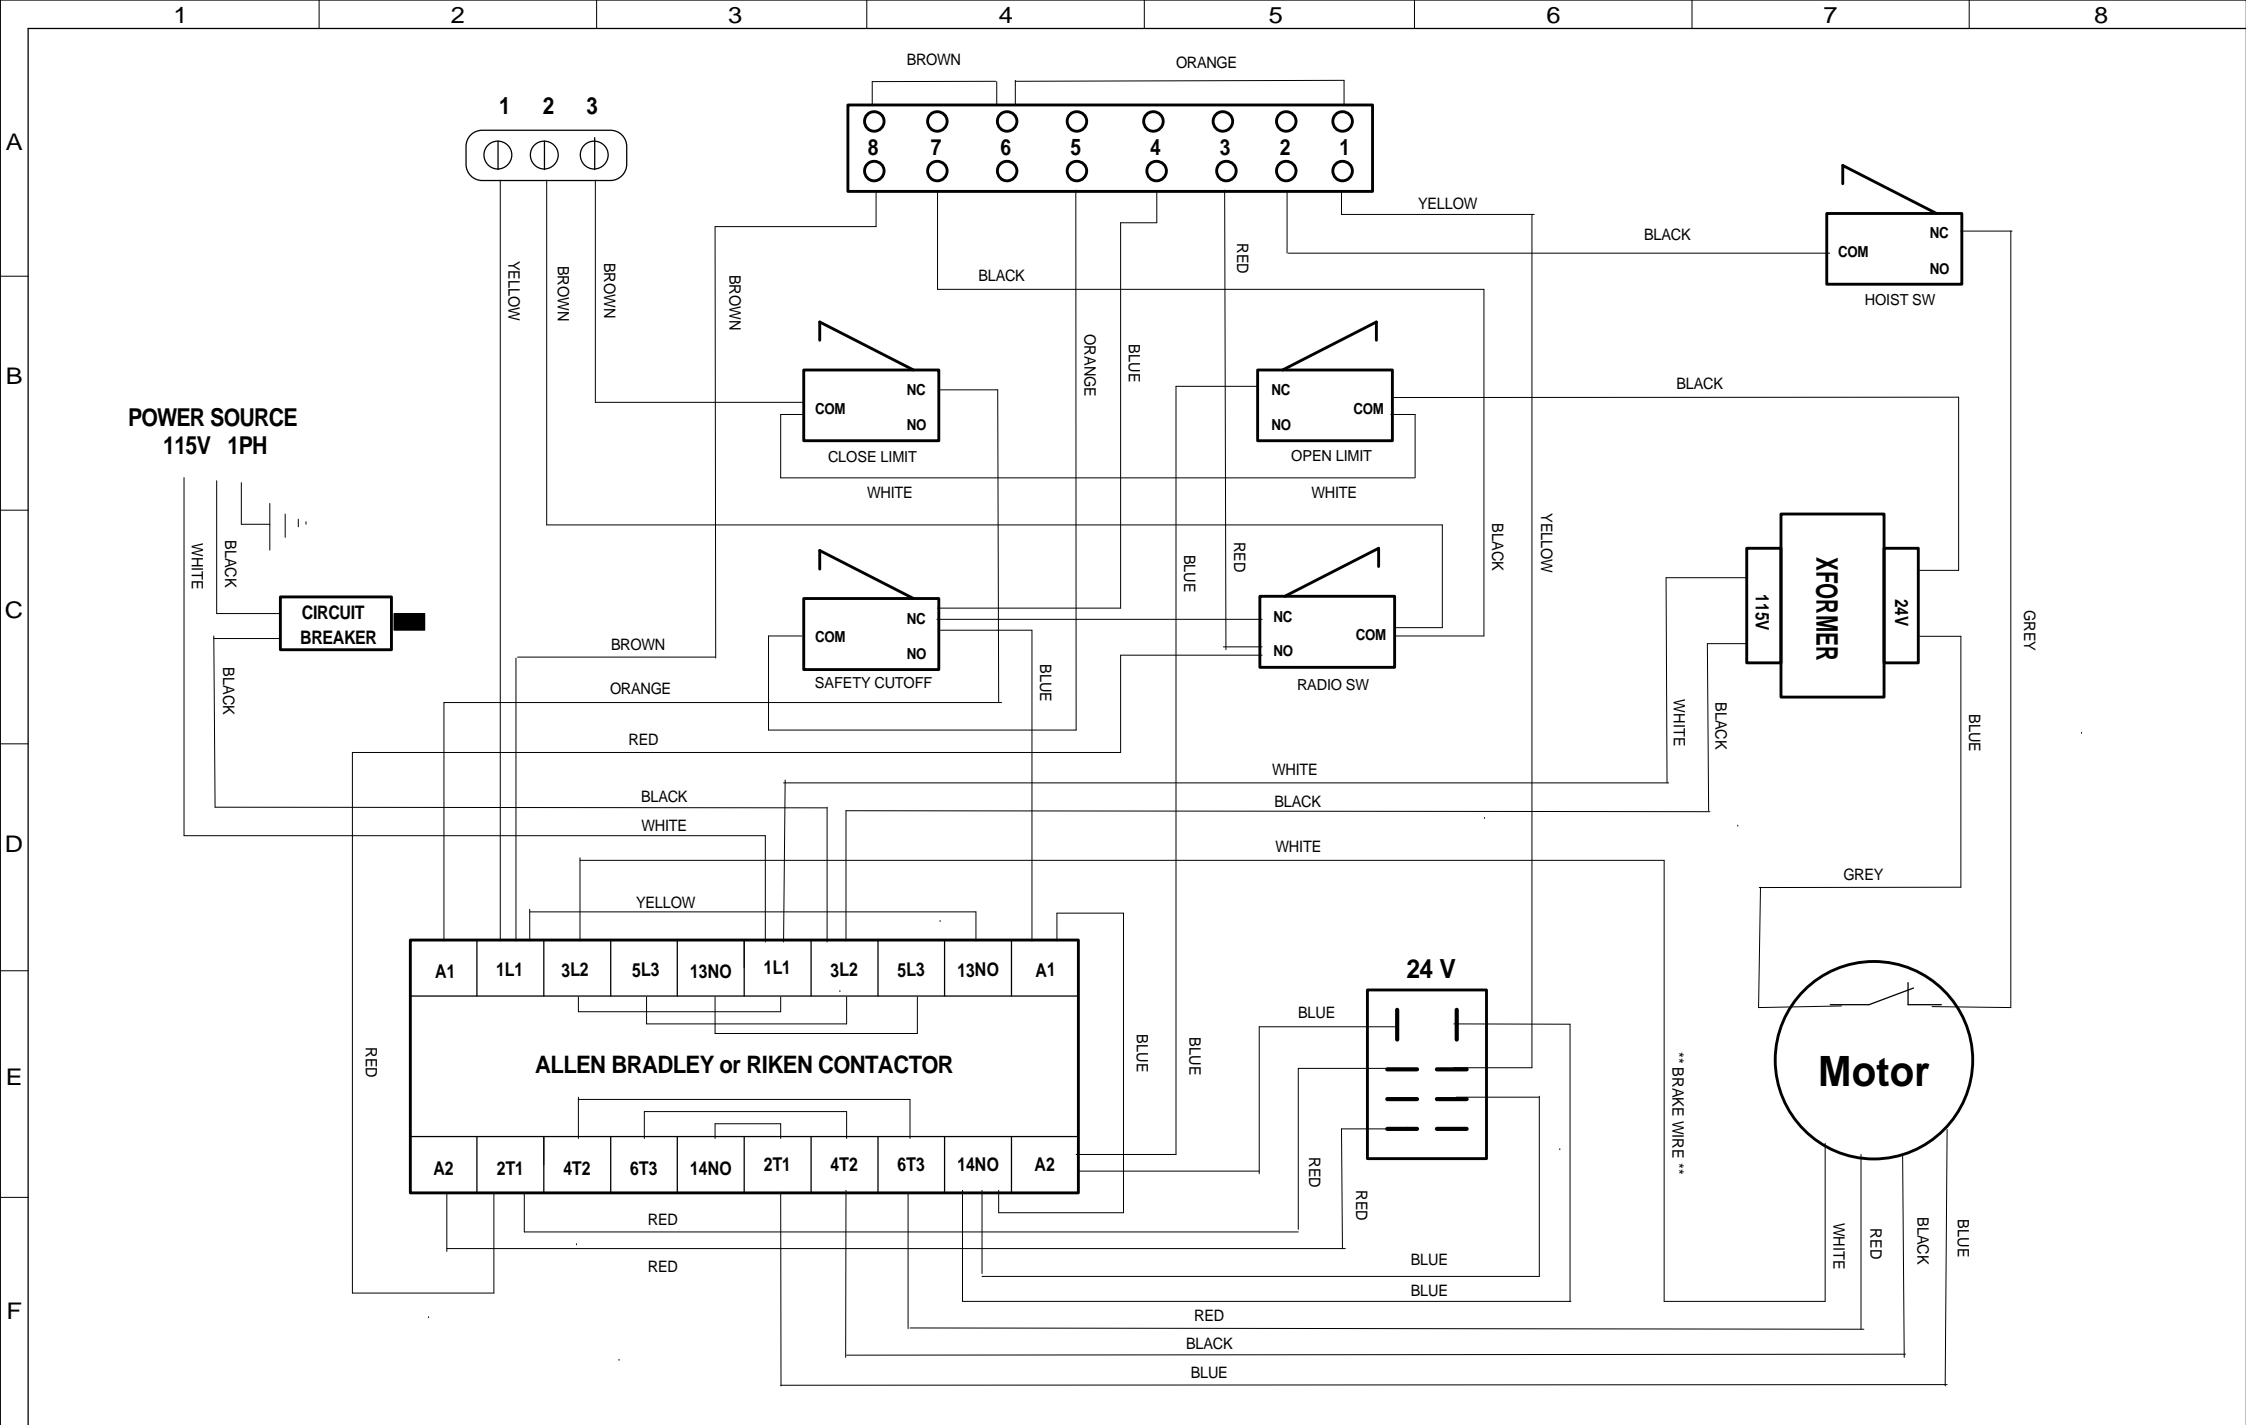 1 2 3 4 5 6 7 8
BROWN ORANGE
1 2 3
A
8 7 6 5 4 3 2 1
YELLOW
BLACK
NC
COM
NO
HOIST SW
RED
BLACK
YELLOW
BROWN
BROWN
BROWN
ORANGE
BLUE
B
NC
COM
NO
CLOSE LIMIT
NC
COM
NO
OPEN LIMIT
BLACK
POWER SOURCE
115V 1PH
WHITE WHITE
WHITE
BLACK
BLUE
RED
BLACK
YELLOW
C
CIRCUIT
BREAKER
NC
COM
NO
SAFETY CUTOFF
NC
COM
NO
RADIO SW
115V
XFORMER
24V
GREY
BROWN
BLACK
ORANGE
BLUE
WHITE
BLACK
BLUE
RED
WHITE
BLACK BLACK
WHITE
D
WHITE
GREY
YELLOW
A1 1L1 3L2 5L3 13NO 1L1 3L2 5L3 13NO A1
24 V
BLUE
RED
ALLEN BRADLEY or RIKEN CONTACTOR
BLUE
BLUE
E
Motor
** BRAKE WIRE **
A2 2T1 4T2 6T3 14NO 2T1 4T2 6T3 14NO A2
RED
RED
RED
RED
WHITE
RED
BLACK
BLUE
BLUE
BLUE
F
RED
BLACK
BLUE